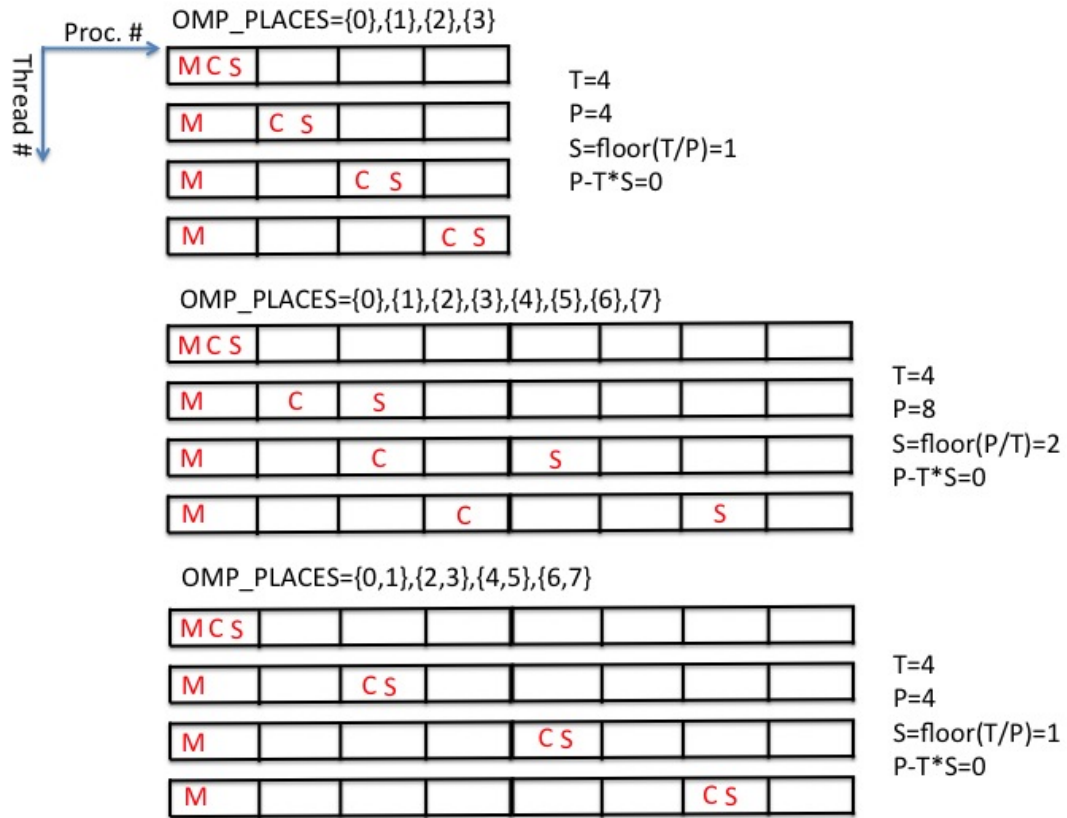 OMP_PLACES={0},{1},{2},{3}
Proc. #
Thread #
M C S
M C S
M C S
M C S
T=4
P=4
S=floor(T/P)=1
P-T*S=0
OMP_PLACES={0},{1},{2},{3},{4},{5},{6},{7}
M C S
M C S
M C S
M C S
T=4
P=8
S=floor(P/T)=2
P-T*S=0
OMP_PLACES={0,1},{2,3},{4,5},{6,7}
M C S
M C S
M C S
M C S
T=4
P=4
S=floor(T/P)=1
P-T*S=0